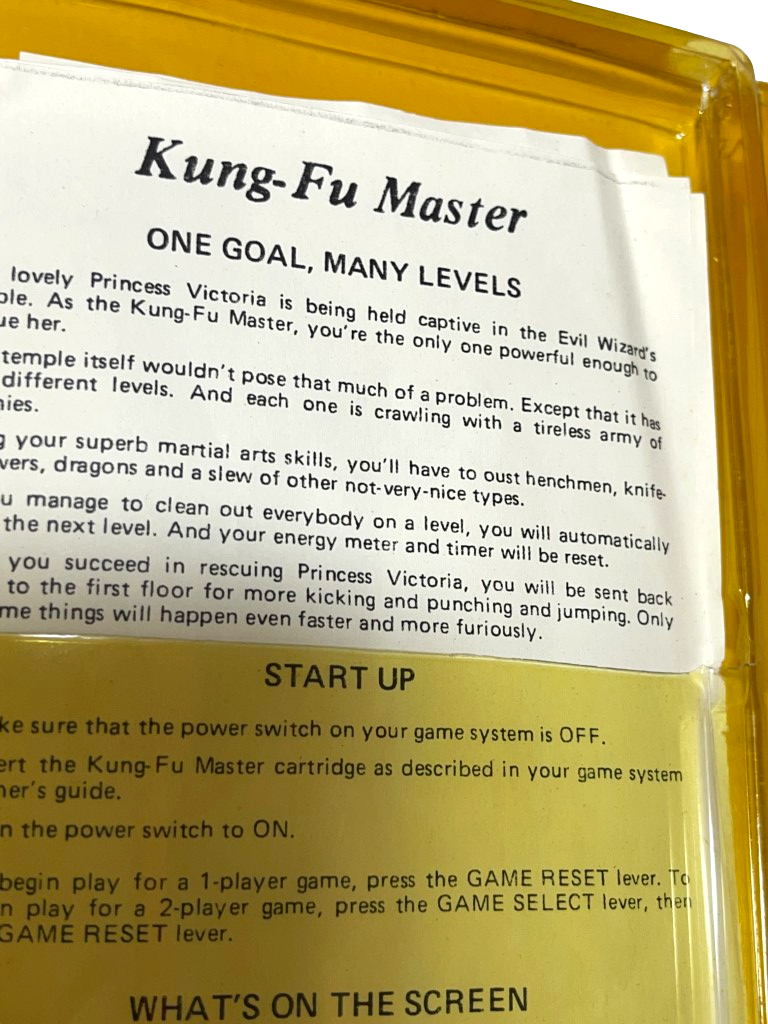 Kung-Fu Master
ONE GOAL, MANY LEVELS
lovely Princess Victoria is being held captive in the Evil Wizard's
ple. As the Kung-Fu Master, you're the only one powerful enough to
ue her.
temple itself wouldn't pose that much of a problem. Except that it has
different levels. And each one is crawling with a tireless army of
nies.
g your superb martial arts skills, you'll have to oust henchmen, knife-
wers, dragons and a slew of other not-very-nice types.
u manage to clean out everybody on a level, you will automatically
the next level. And your energy meter and timer will be reset.
you succeed in rescuing Princess Victoria, you will be sent back
to the first floor for more kicking and punching and jumping. Only
me things will happen even faster and more furiously.
START UP
ke sure that the power switch on your game system is OFF.
ert the Kung-Fu Master cartridge as described in your game system
ner's guide.
n the power switch to ON.
begin play for a 1-player game, press the GAME RESET lever. To
n play for a 2-player game, press the GAME SELECT lever, then
GAME RESET lever.
WHAT'S ON THE SCREEN